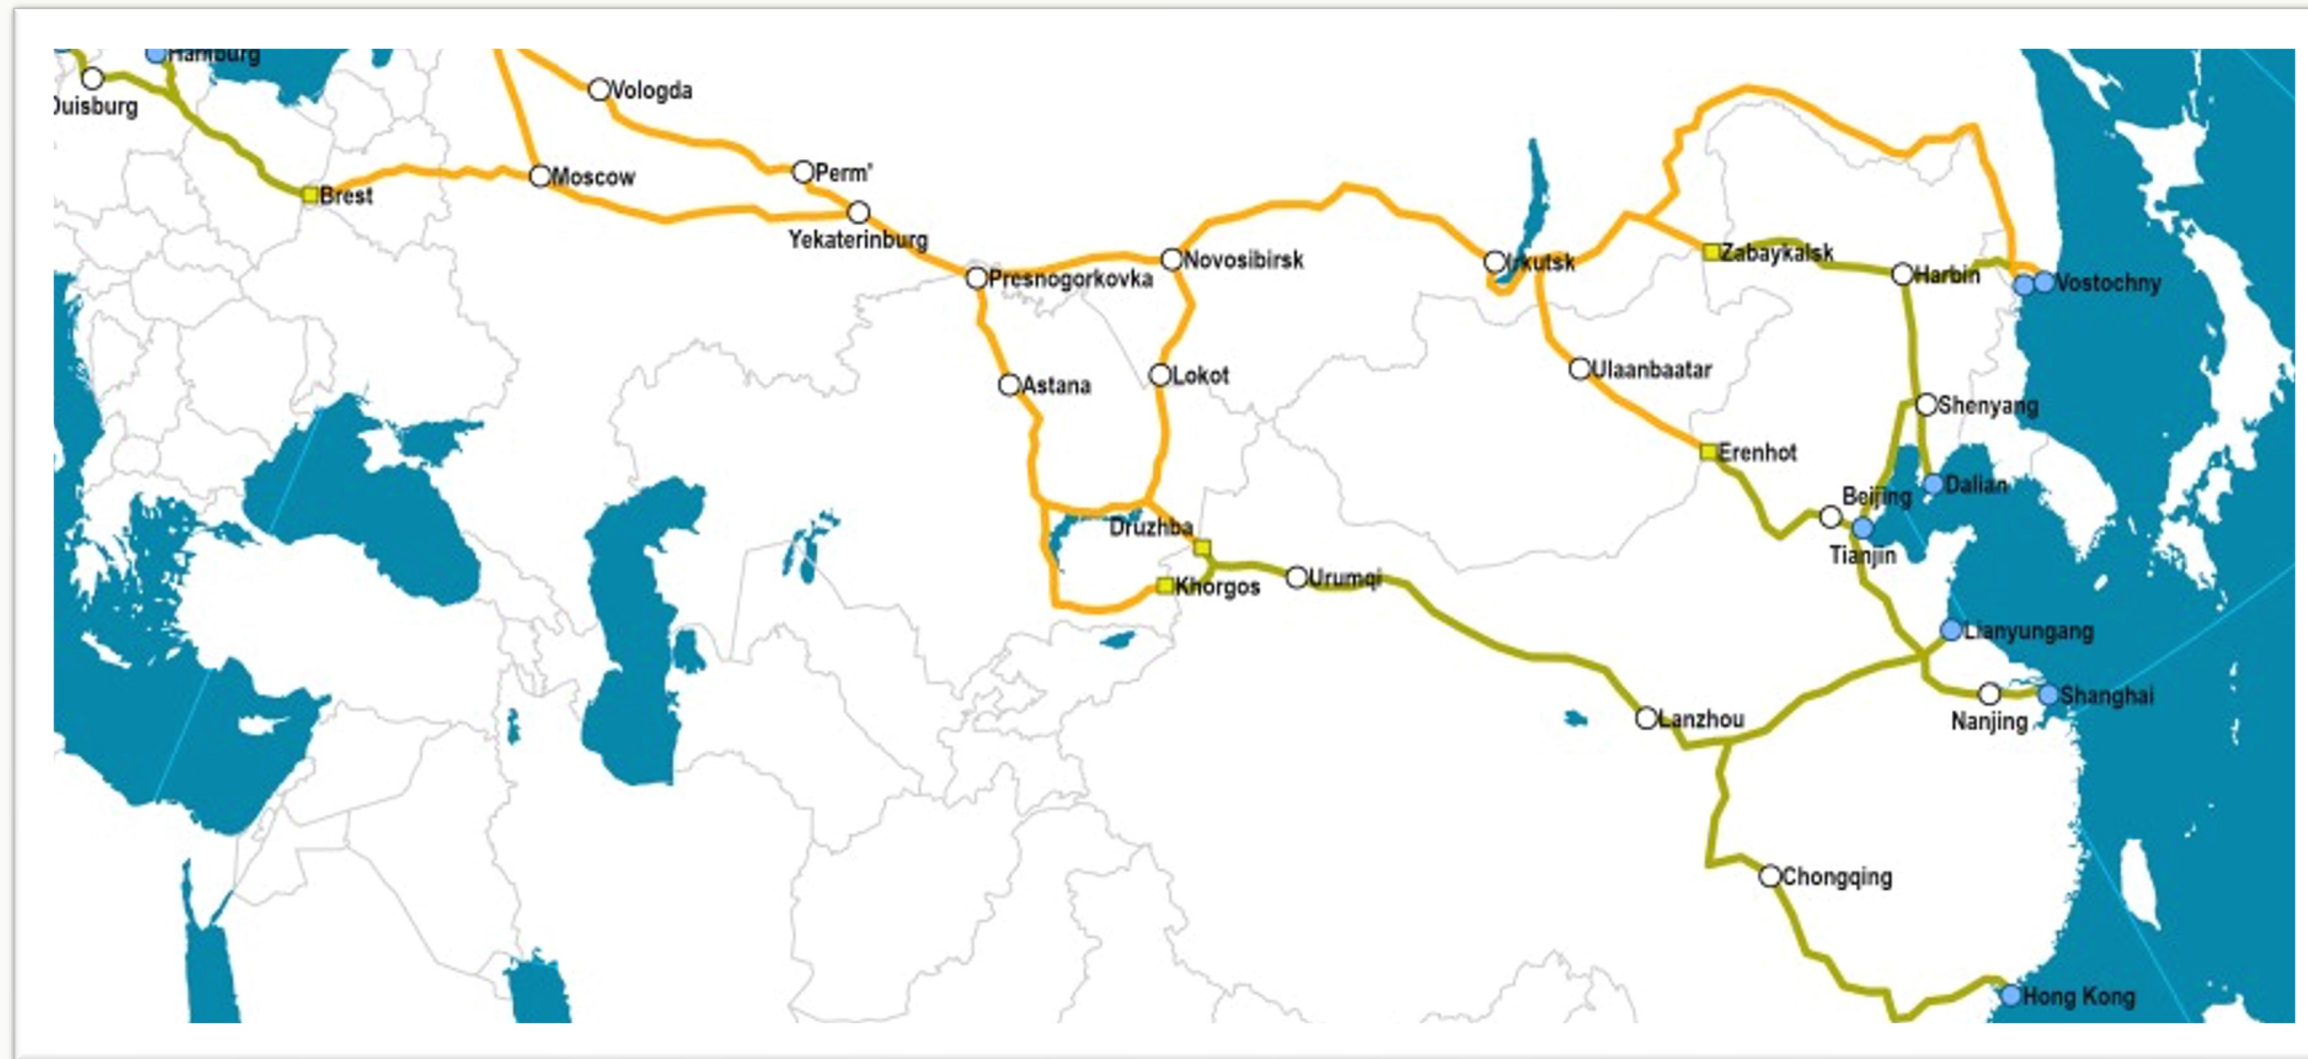 Hamburg
Duisburg
Vologda
Perm'
Moscow
Brest
Yekaterinburg
Presnogorkovka
Novosibirsk
Irkutsk
Zabaykalsk
Harbin
Vostochny
Astana
Lokot
Ulaanbaatar
Shenyang
Erenhot
Dalian
Beijing
Druzhba
Tianjin
Khorgos
Urumqi
Lianyungang
Lanzhou
Shanghai
Nanjing
Chongqing
Hong Kong